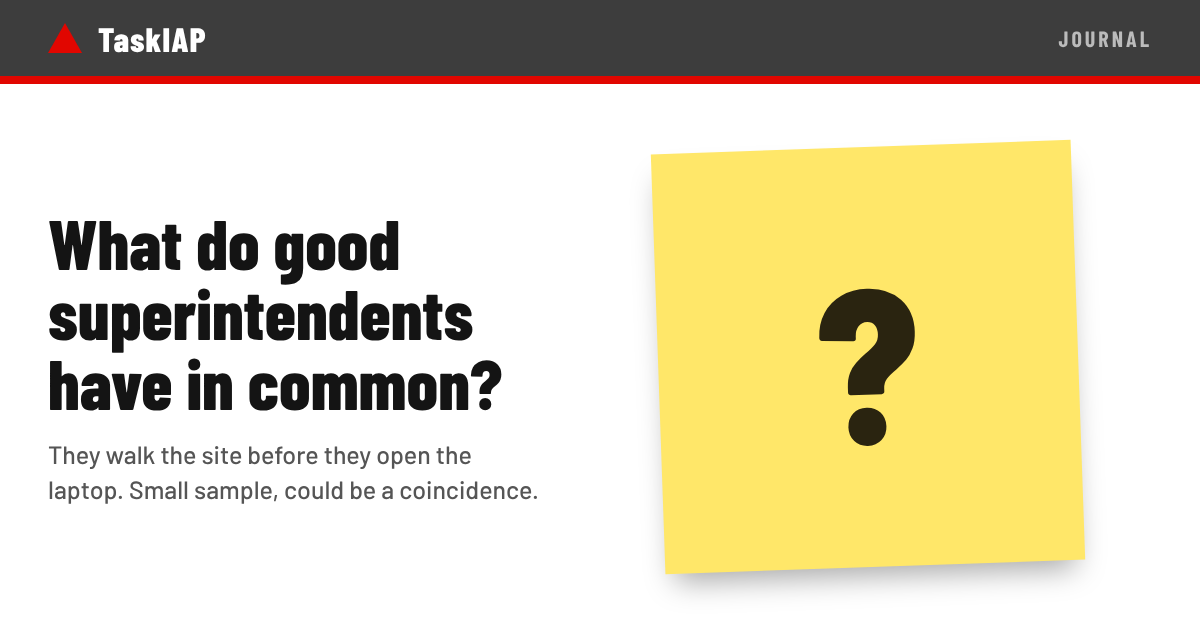 TaskIAP
JOURNAL
What do good
superintendents
have in common?
They walk the site before they open the
laptop. Small sample, could be a coincidence.
?